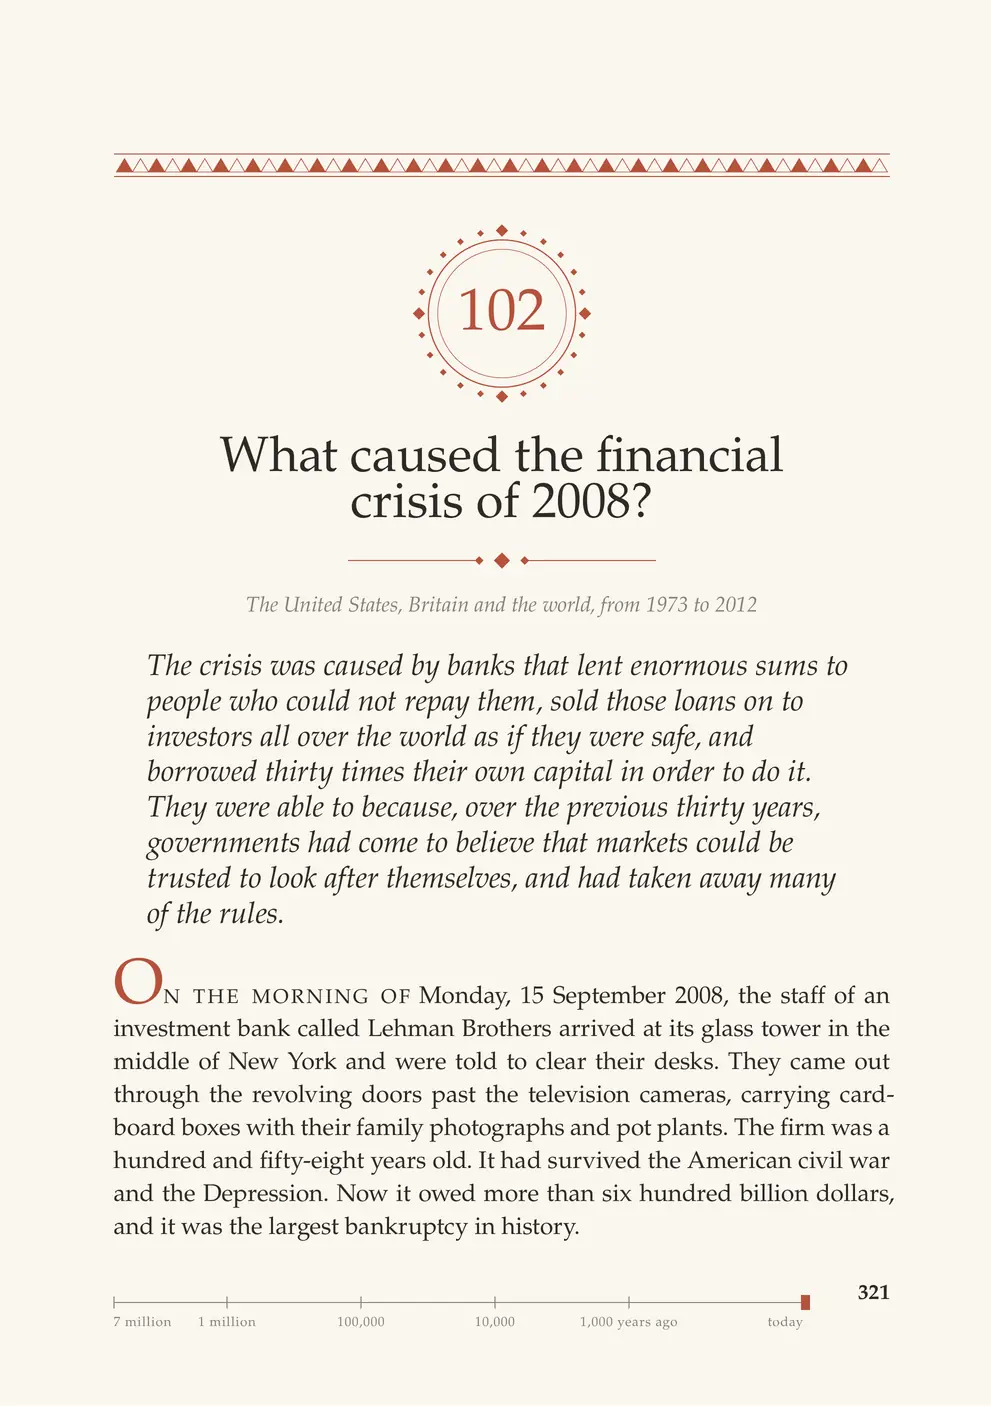 102
What caused the financial
crisis of 2008?
The United States, Britain and the world, from 1973 to 2012
The crisis was caused by banks that lent enormous sums to
people who could not repay them, sold those loans on to
investors all over the world as if they were safe, and
borrowed thirty times their own capital in order to do it.
They were able to because, over the previous thirty years,
governments had come to believe that markets could be
trusted to look after themselves, and had taken away many
of the rules.
ON THE MORNING OF Monday, 15 September 2008, the staff of an
investment bank called Lehman Brothers arrived at its glass tower in the
middle of New York and were told to clear their desks. They came out
through the revolving doors past the television cameras, carrying card-
board boxes with their family photographs and pot plants. The firm was a
hundred and fifty-eight years old. It had survived the American civil war
and the Depression. Now it owed more than six hundred billion dollars,
and it was the largest bankruptcy in history.
321
7 million 1 million 100,000 10,000 1,000 years ago today